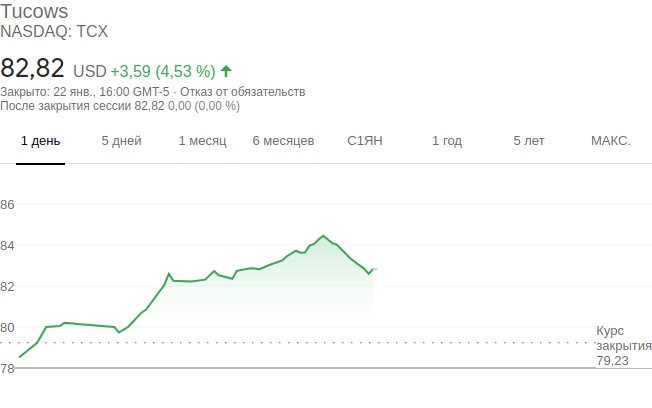 Tucows
NASDAQ: TCX
82,82 USD +3,59 (4,53 %)
Закрыто: 22 янв., 16:00 GMT-5 · Отказ от обязательств
После закрытия сессии 82,82 0,00 (0,00 %)
1 день 5 дней 1 месяц 6 месяцев С1ЯН 1 год 5 лет МАКС.
86
84
82
80
Курс
закрытия
79,23
78